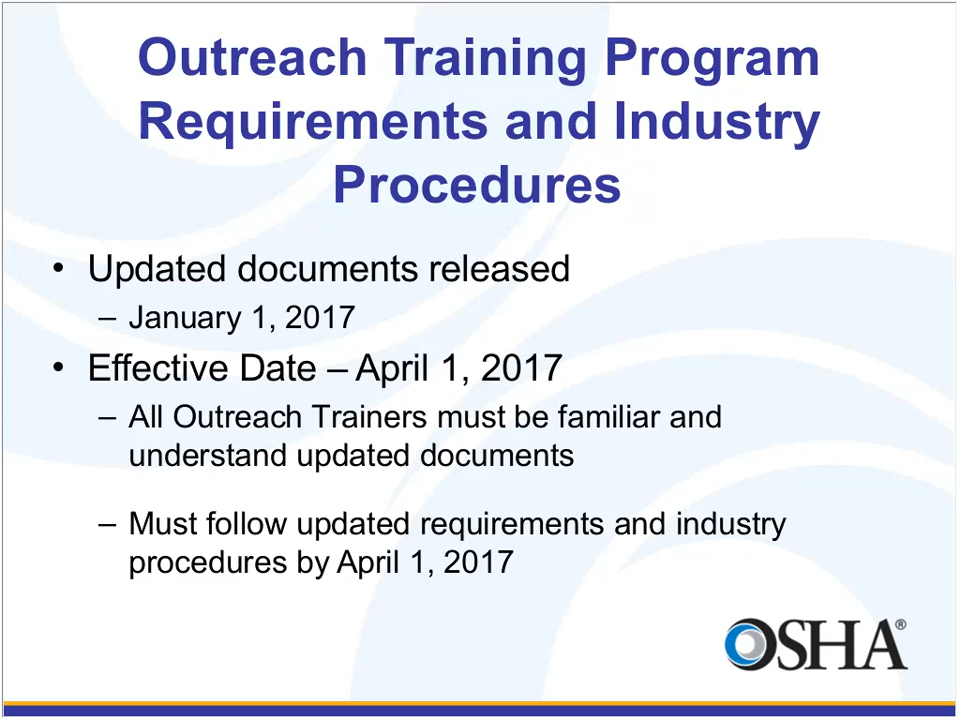 Outreach Training Program
Requirements and Industry
Procedures
• Updated documents released
– January 1, 2017
• Effective Date – April 1, 2017
– All Outreach Trainers must be familiar and
understand updated documents
– Must follow updated requirements and industry
procedures by April 1, 2017
OSHA®